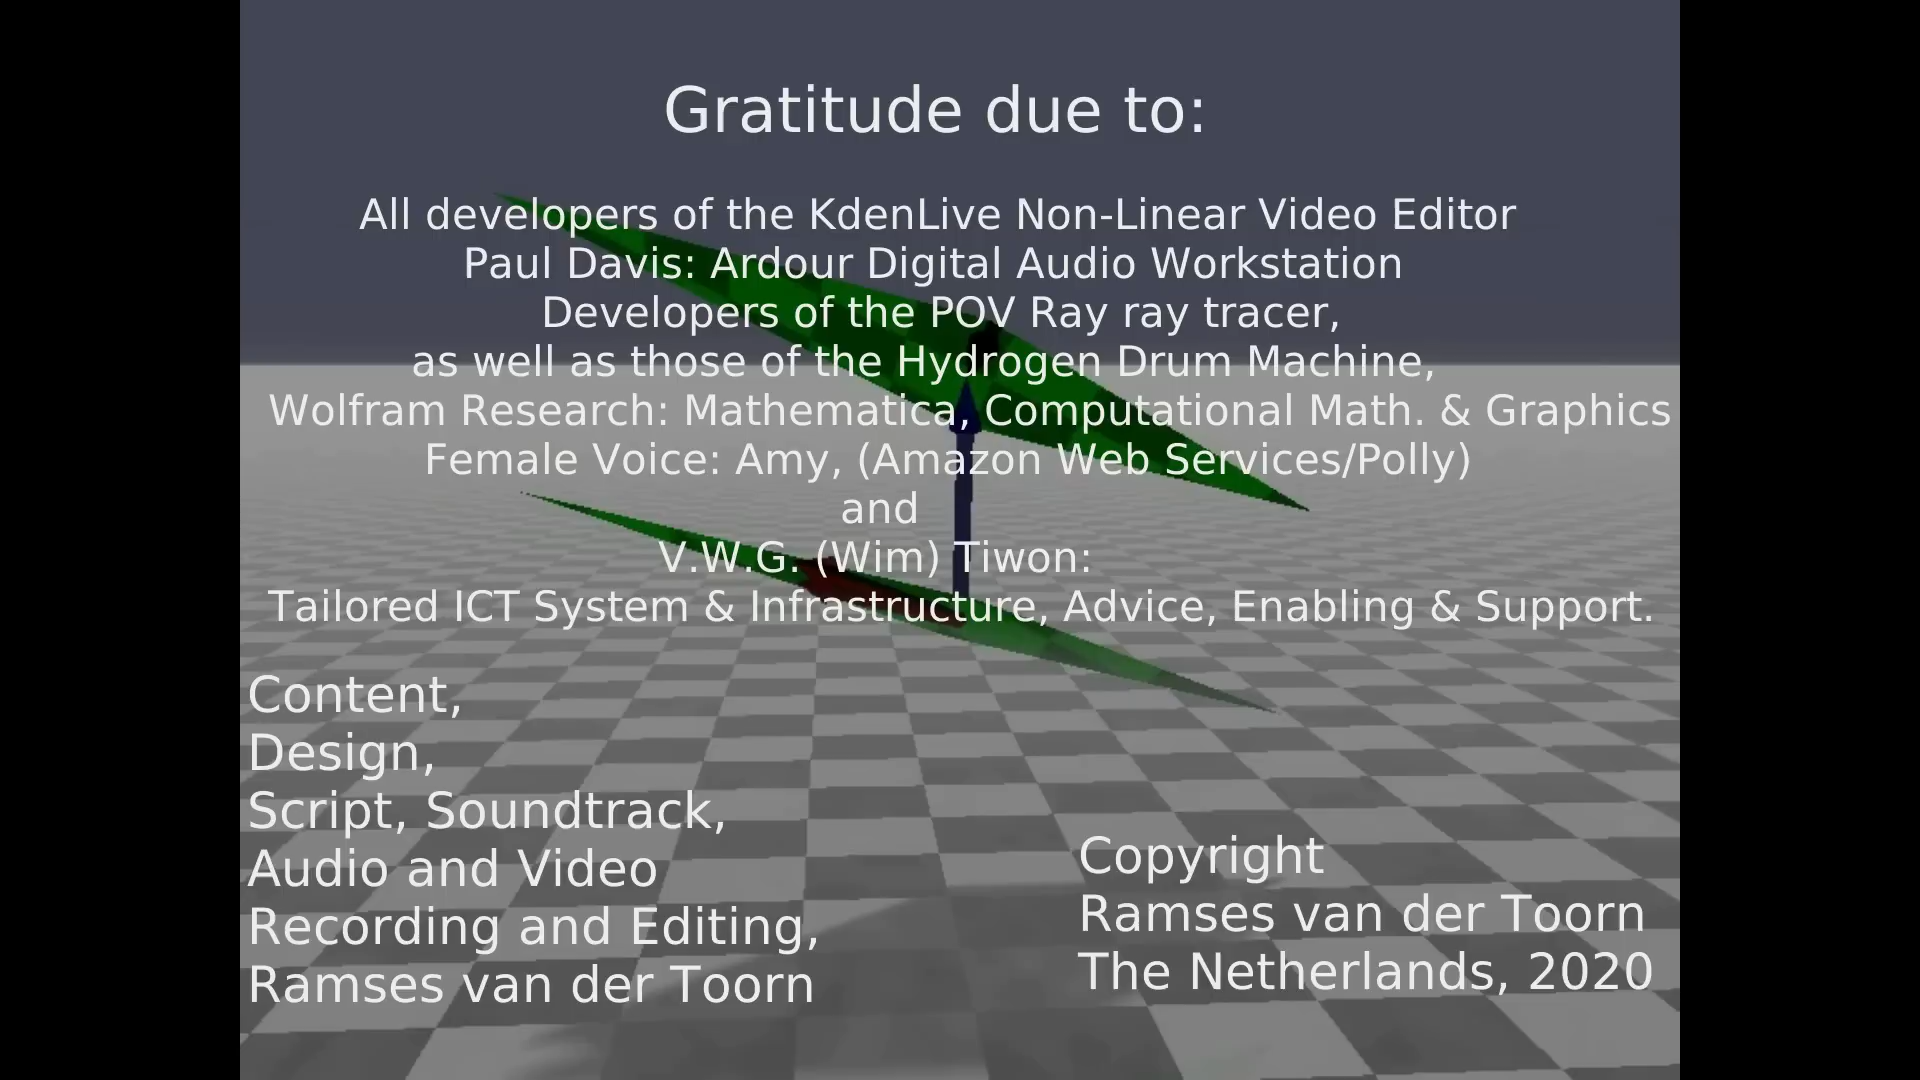 Gratitude due to:
All developers of the KdenLive Non-Linear Video Editor
Paul Davis: Ardour Digital Audio Workstation
Developers of the POV Ray ray tracer,
as well as those of the Hydrogen Drum Machine,
Wolfram Research: Mathematica, Computational Math. & Graphics
Female Voice: Amy, (Amazon Web Services/Polly)
and
V.W.G. (Wim) Tiwon:
Tailored ICT System & Infrastructure, Advice, Enabling & Support.
Content,
Design,
Script, Soundtrack,
Audio and Video
Recording and Editing,
Ramses van der Toorn
Copyright
Ramses van der Toorn
The Netherlands, 2020